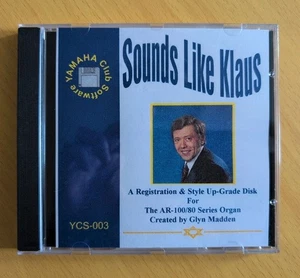 YAMAHA Club Software
Sounds Like Klaus
A Registration & Style Up-Grade Disk
For
The AR-100/80 Series Organ
Created by Glyn Madden
YCS-003